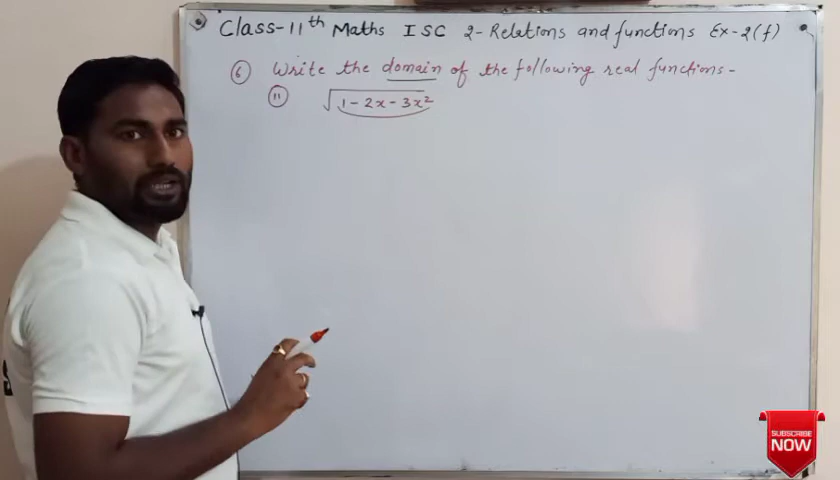 Class-11th Maths ISC 2-Relations and functions Ex-2(f)
⑥ Write the domain of the following real functions-
⑪ √(1-2x-3x²)
SUBSCRIBE
NOW